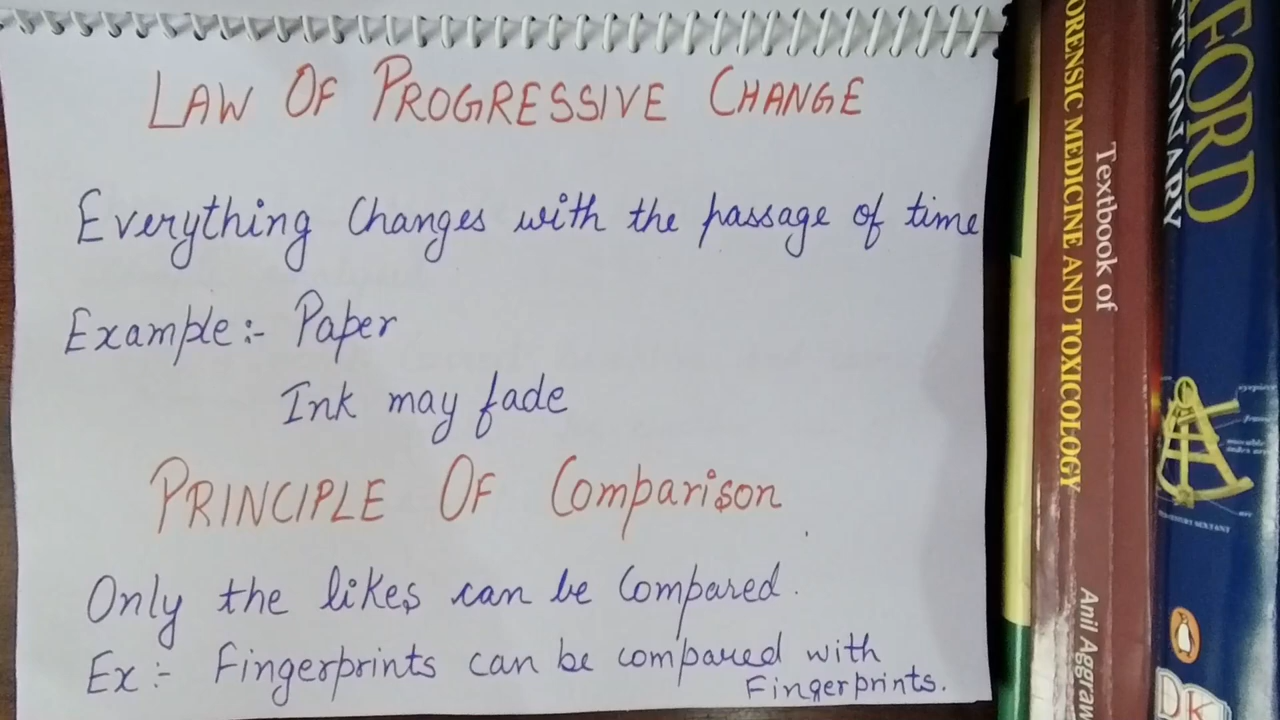 LAW OF PROGRESSIVE CHANGE
Everything Changes with the passage of time
Example:- Paper
Ink may fade
PRINCIPLE OF Comparison
Only the likes can be Compared.
Ex:- Fingerprints can be compared with
Fingerprints.
Textbook of
FORENSIC MEDICINE AND TOXICOLOGY
Anil Aggraw
XFORD
CTIONARY
DK